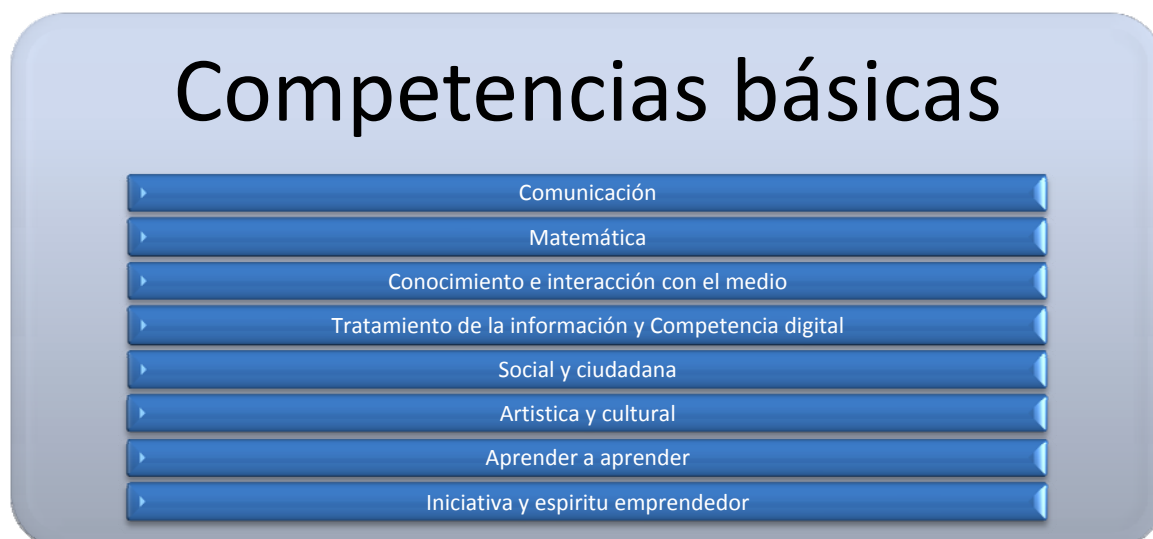 Competencias básicas
Comunicación
Matemática
Conocimiento e interacción con el medio
Tratamiento de la información y Competencia digital
Social y ciudadana
Artistica y cultural
Aprender a aprender
Iniciativa y espiritu emprendedor